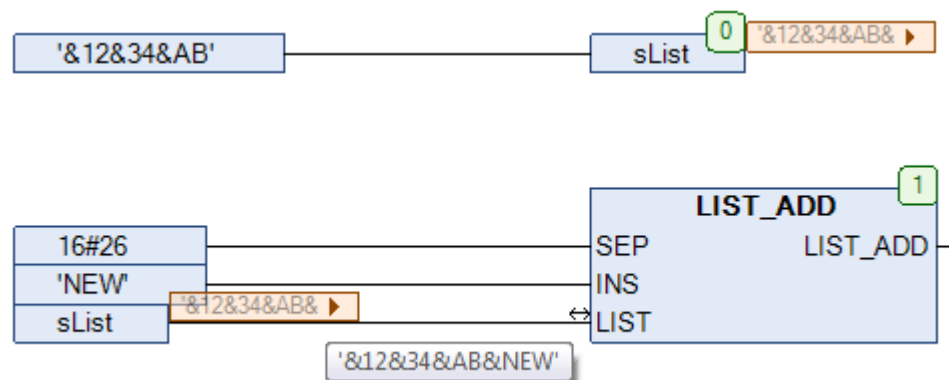 0
'&12&34&AB' sList '&12&34&AB&
1
LIST_ADD
16#26 SEP LIST_ADD
'NEW' INS
sList '&12&34&AB& LIST
'&12&34&AB&NEW'